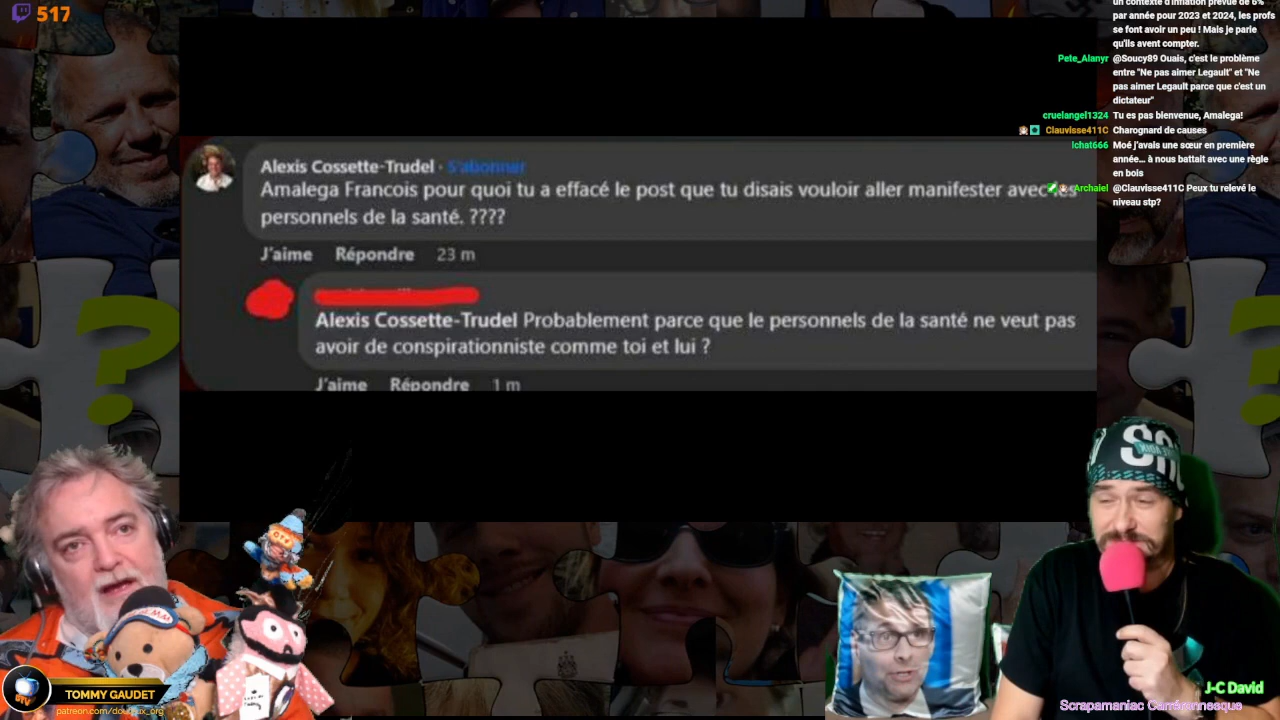 517
un contexte d'inflation prévue de 6%
par année pour 2023 et 2024, les profs
se font avoir un peu ! Mais je parle
qu'ils avent compter.
Pete_Alanyr @Soucy89 Ouais, c'est le problème
entre "Ne pas aimer Legault" et "Ne
pas aimer Legault parce que c'est un
dictateur"
cruelangel1324 Tu es pas bienvenue, Amalega!
Clauvisse411C Charognard de causes
lchat666 Moé j'avais une sœur en première
année... à nous battait avec une règle
en bois
Archaiel @Clauvisse411C Peux tu relevé le
niveau stp?
Alexis Cossette-Trudel · S'abonner
Amalega Francois pour quoi tu a effacé le post que tu disais vouloir aller manifester avec les
personnels de la santé. ????
J'aime Répondre 23 m
Alexis Cossette-Trudel Probablement parce que le personnels de la santé ne veut pas
avoir de conspirationniste comme toi et lui ?
J'aime Répondre 1 m
TOMMY GAUDET
J-C David